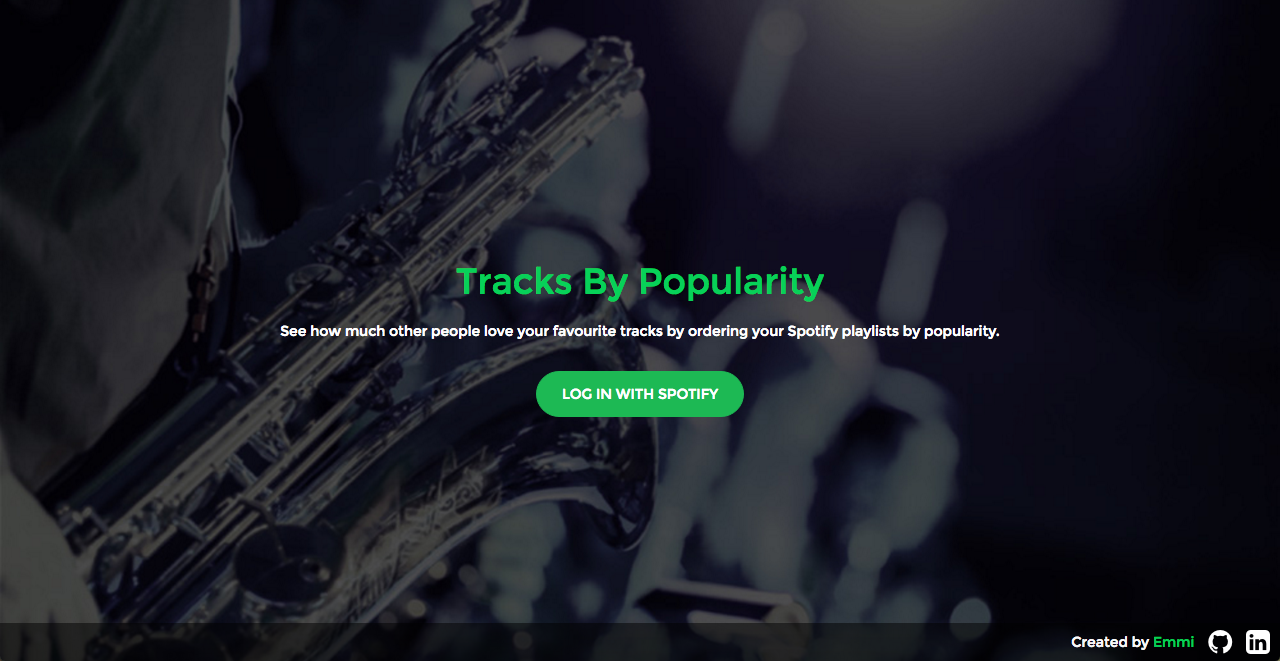 Tracks By Popularity
See how much other people love your favourite tracks by ordering your Spotify playlists by popularity.
LOG IN WITH SPOTIFY
Created by Emmi
in